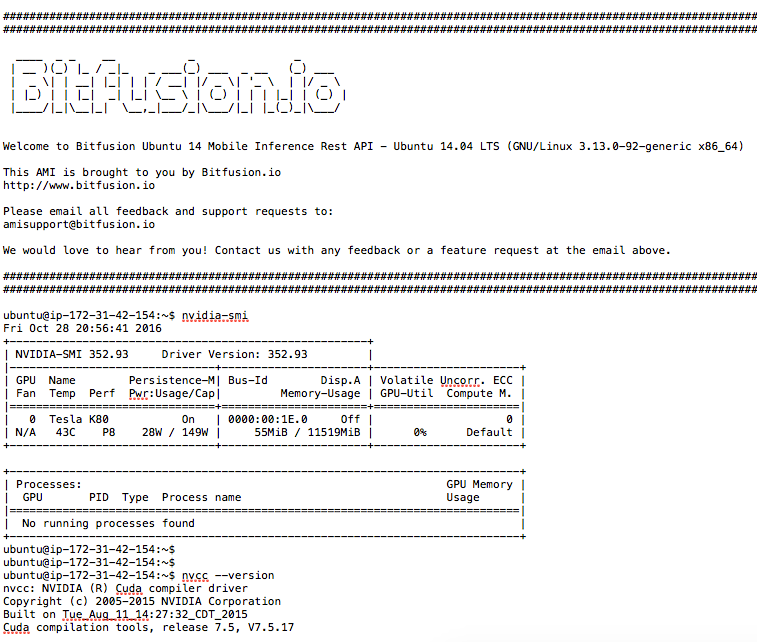 ####################################################################################################################
####################################################################################################################
Bitfusion.io
Welcome to Bitfusion Ubuntu 14 Mobile Inference Rest API - Ubuntu 14.04 LTS (GNU/Linux 3.13.0-92-generic x86_64)
This AMI is brought to you by Bitfusion.io
http://www.bitfusion.io
Please email all feedback and support requests to:
amisupport@bitfusion.io
We would love to hear from you! Contact us with any feedback or a feature request at the email above.
####################################################################################################################
####################################################################################################################
ubuntu@ip-172-31-42-154:~$ nvidia-smi
Fri Oct 28 20:56:41 2016
+------------------------------------------------------+
| NVIDIA-SMI 352.93     Driver Version: 352.93         |
|-------------------------------+----------------------+----------------------+
| GPU  Name        Persistence-M| Bus-Id        Disp.A | Volatile Uncorr. ECC |
| Fan  Temp  Perf  Pwr:Usage/Cap|         Memory-Usage | GPU-Util  Compute M. |
|===============================+======================+======================|
|   0  Tesla K80           On   | 0000:00:1E.0     Off |                    0 |
| N/A   43C    P8    28W / 149W |     55MiB / 11519MiB |      0%      Default |
+-------------------------------+----------------------+----------------------+
+-----------------------------------------------------------------------------+
| Processes:                                                       GPU Memory |
|  GPU       PID  Type  Process name                               Usage      |
|=============================================================================|
|  No running processes found                                                 |
+-----------------------------------------------------------------------------+
ubuntu@ip-172-31-42-154:~$
ubuntu@ip-172-31-42-154:~$
ubuntu@ip-172-31-42-154:~$ nvcc --version
nvcc: NVIDIA (R) Cuda compiler driver
Copyright (c) 2005-2015 NVIDIA Corporation
Built on Tue_Aug_11_14:27:32_CDT_2015
Cuda compilation tools, release 7.5, V7.5.17